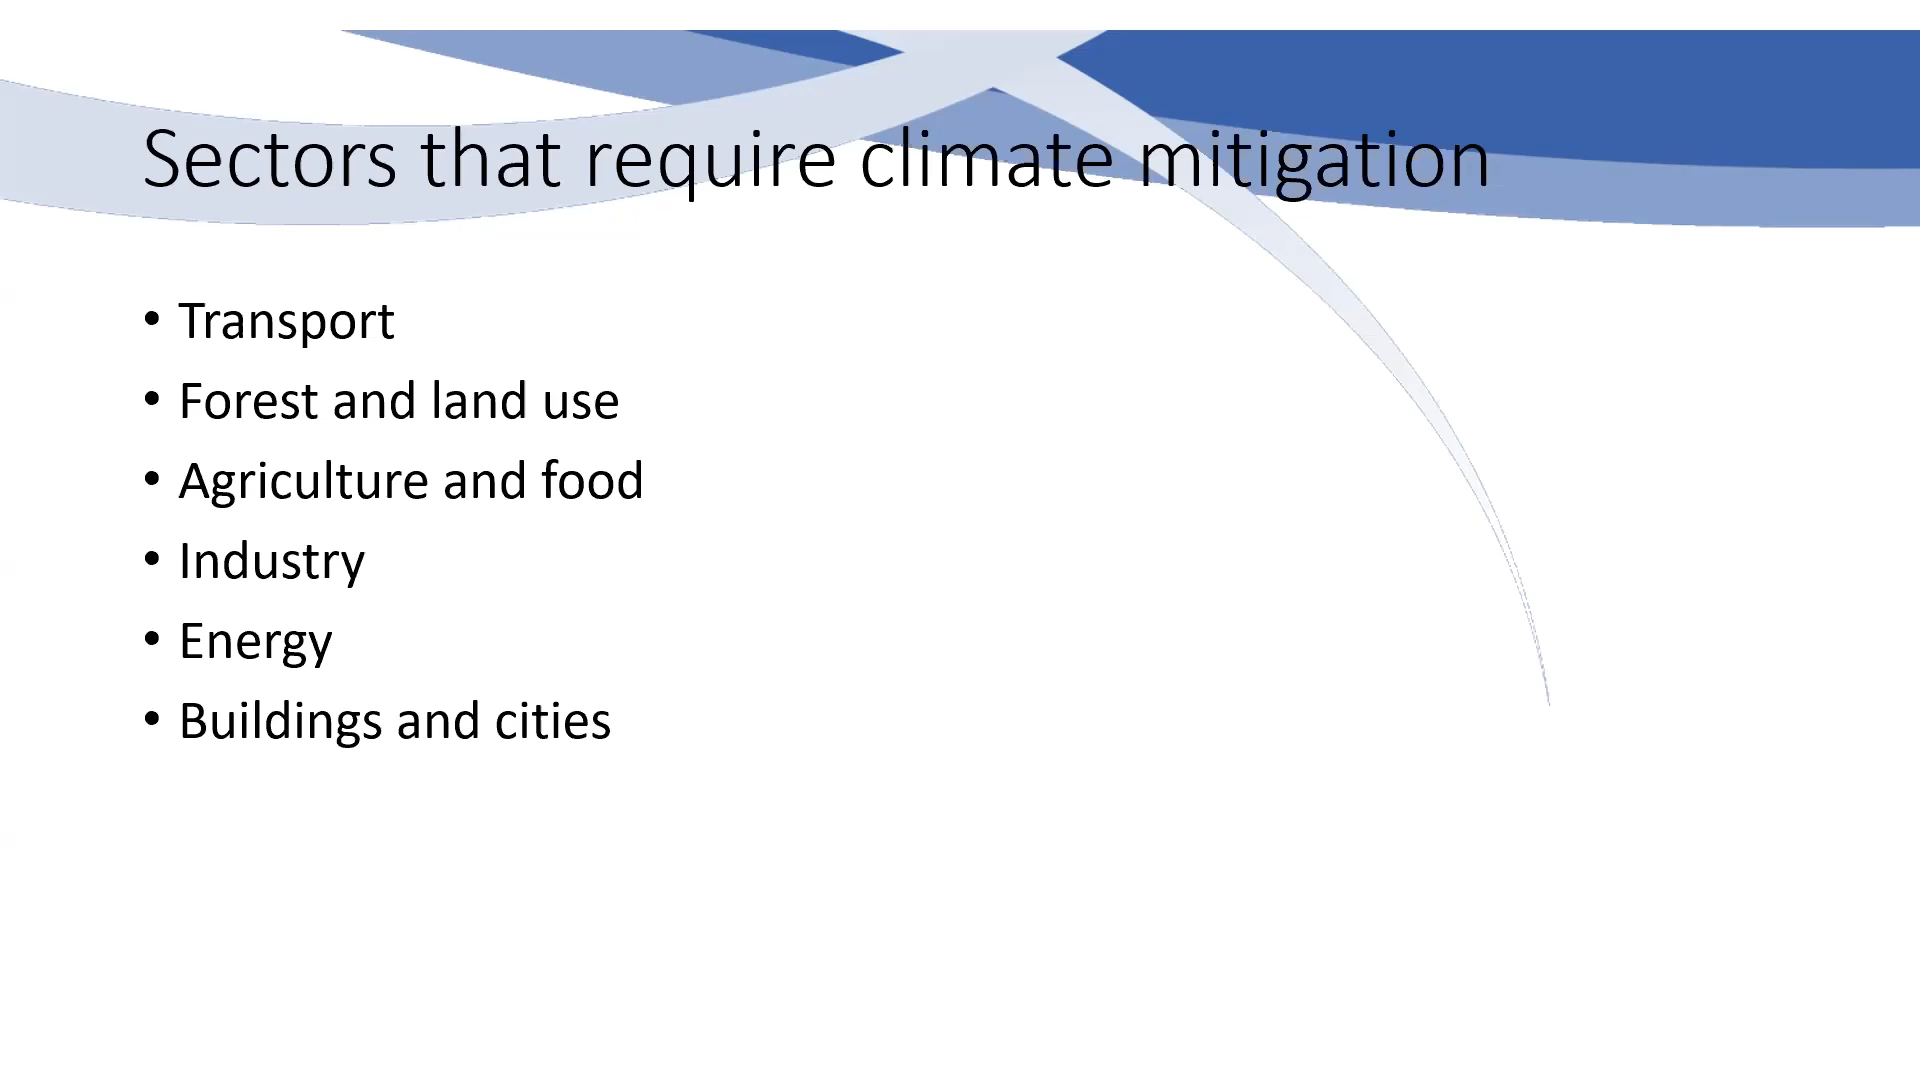 Sectors that require climate mitigation
• Transport
• Forest and land use
• Agriculture and food
• Industry
• Energy
• Buildings and cities